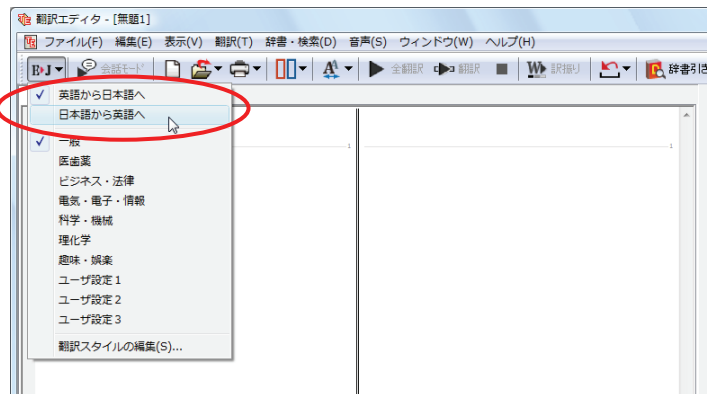 翻訳エディタ - [無題1]
ファイル(F) 編集(E) 表示(V) 翻訳(T) 辞書・検索(D) 音声(S) ウィンドウ(W) ヘルプ(H)
E▸J 会話モード 全翻訳 翻訳 訳振り 辞書引き
✓ 英語から日本語へ
日本語から英語へ
✓ 一般
1 1
医歯薬
ビジネス・法律
電気・電子・情報
科学・機械
理化学
趣味・娯楽
ユーザ設定1
ユーザ設定2
ユーザ設定3
翻訳スタイルの編集(S)...